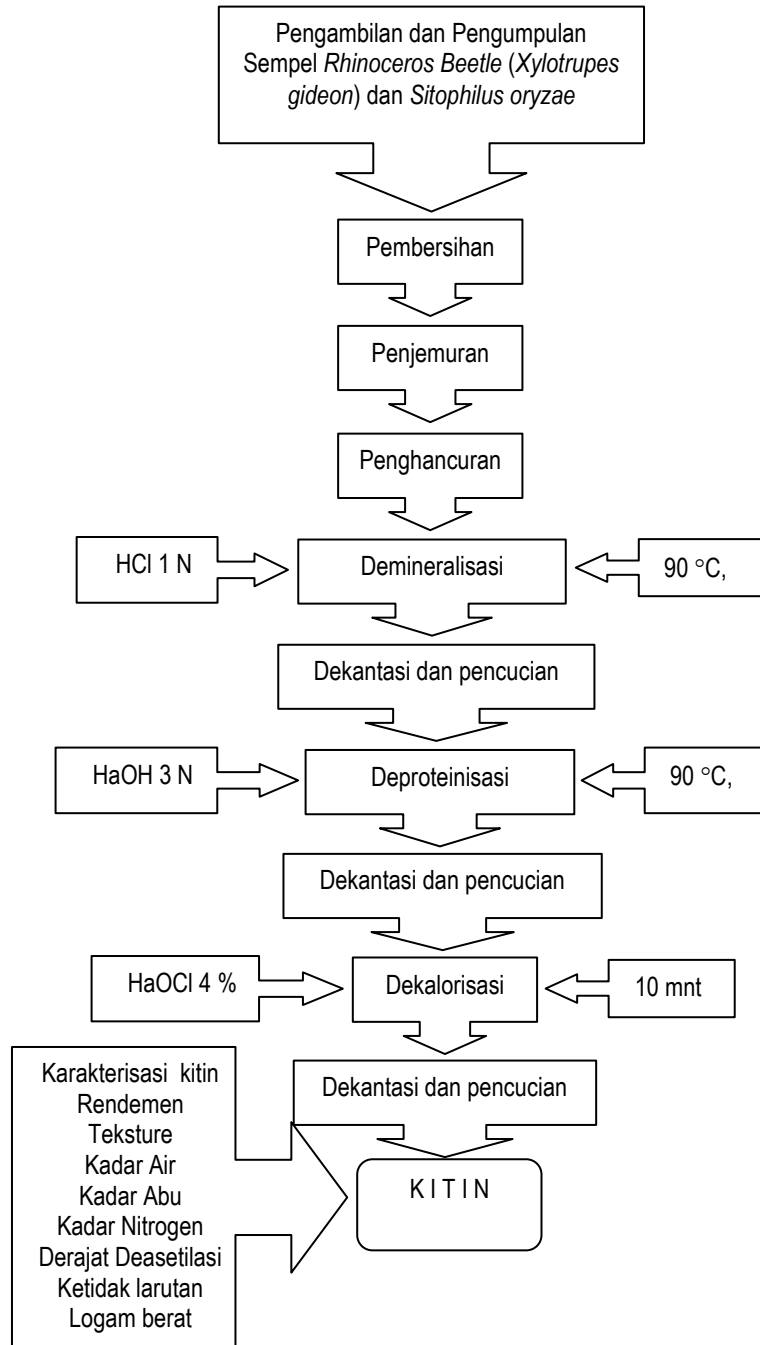 Pengambilan dan Pengumpulan
Sempel Rhinoceros Beetle (Xylotrupes
gideon) dan Sitophilus oryzae
Pembersihan
Penjemuran
Penghancuran
HCl 1 N
Demineralisasi
90 °C,
Dekantasi dan pencucian
HaOH 3 N
Deproteinisasi
90 °C,
Dekantasi dan pencucian
HaOCl 4 %
Dekalorisasi
10 mnt
Dekantasi dan pencucian
K I T I N
Karakterisasi kitin
Rendemen
Teksture
Kadar Air
Kadar Abu
Kadar Nitrogen
Derajat Deasetilasi
Ketidak larutan
Logam berat